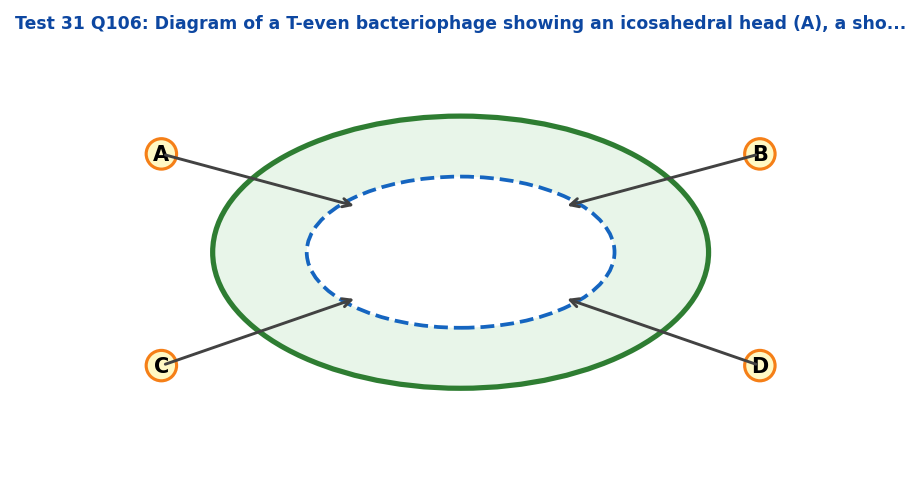 Test 31 Q106: Diagram of a T-even bacteriophage showing an icosahedral head (A), a sho...
A
B
C
D